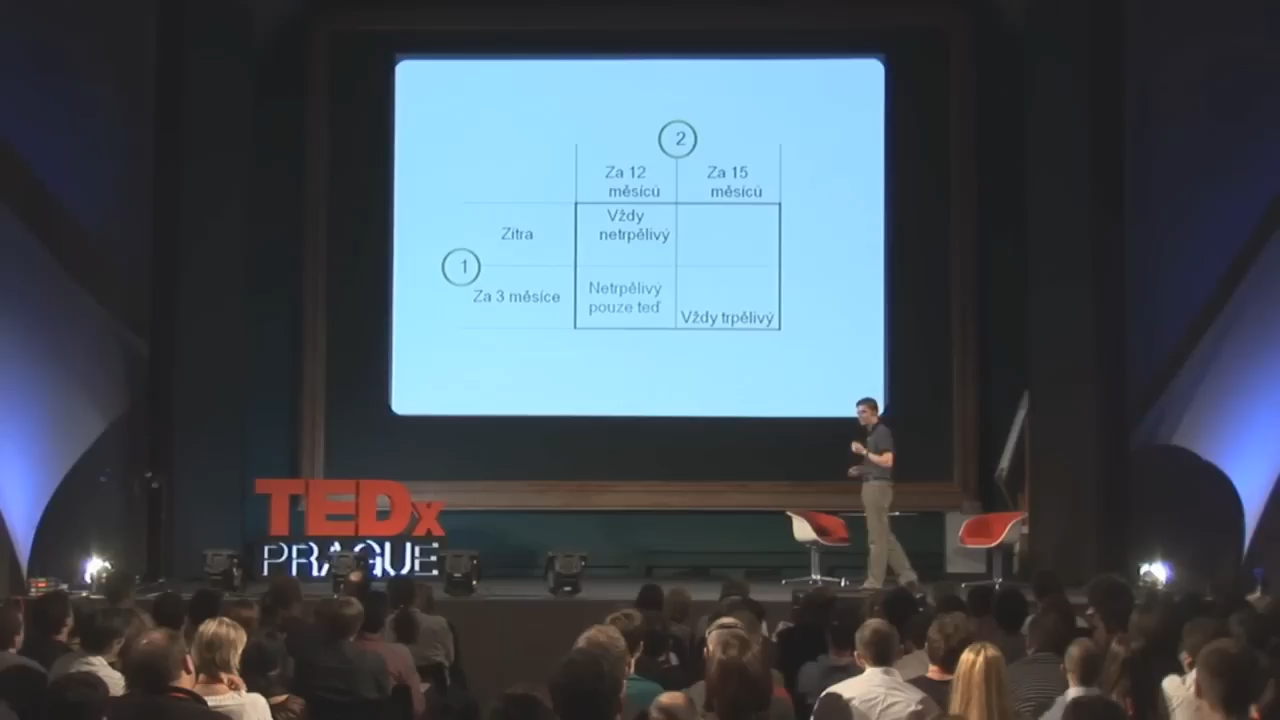 2
Za 12
měsíců
Za 15
měsíců
Zítra
Vždy
netrpělivý
1
Za 3 měsíce
Netrpělivý
pouze teď
Vždy trpělivý
TEDx
PRAGUE